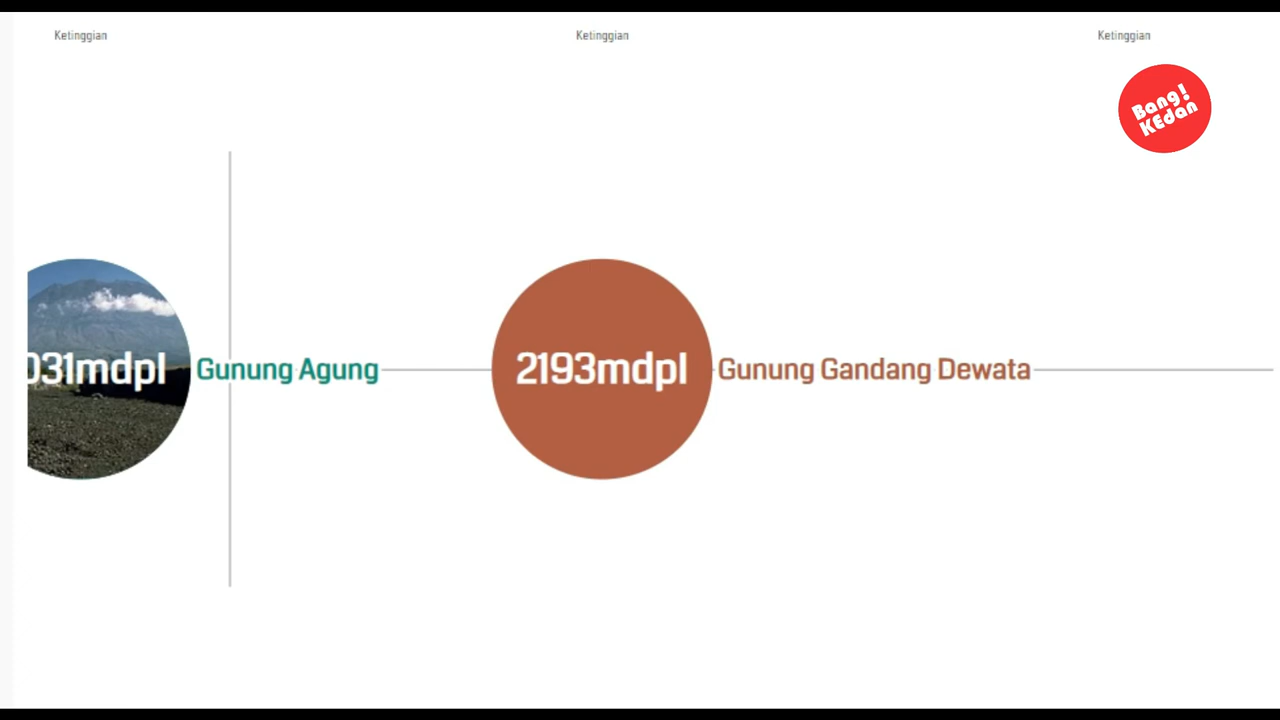 Ketinggian
Ketinggian
Ketinggian
Bang!
KEdan
031mdpl
Gunung Agung
2193mdpl
Gunung Gandang Dewata